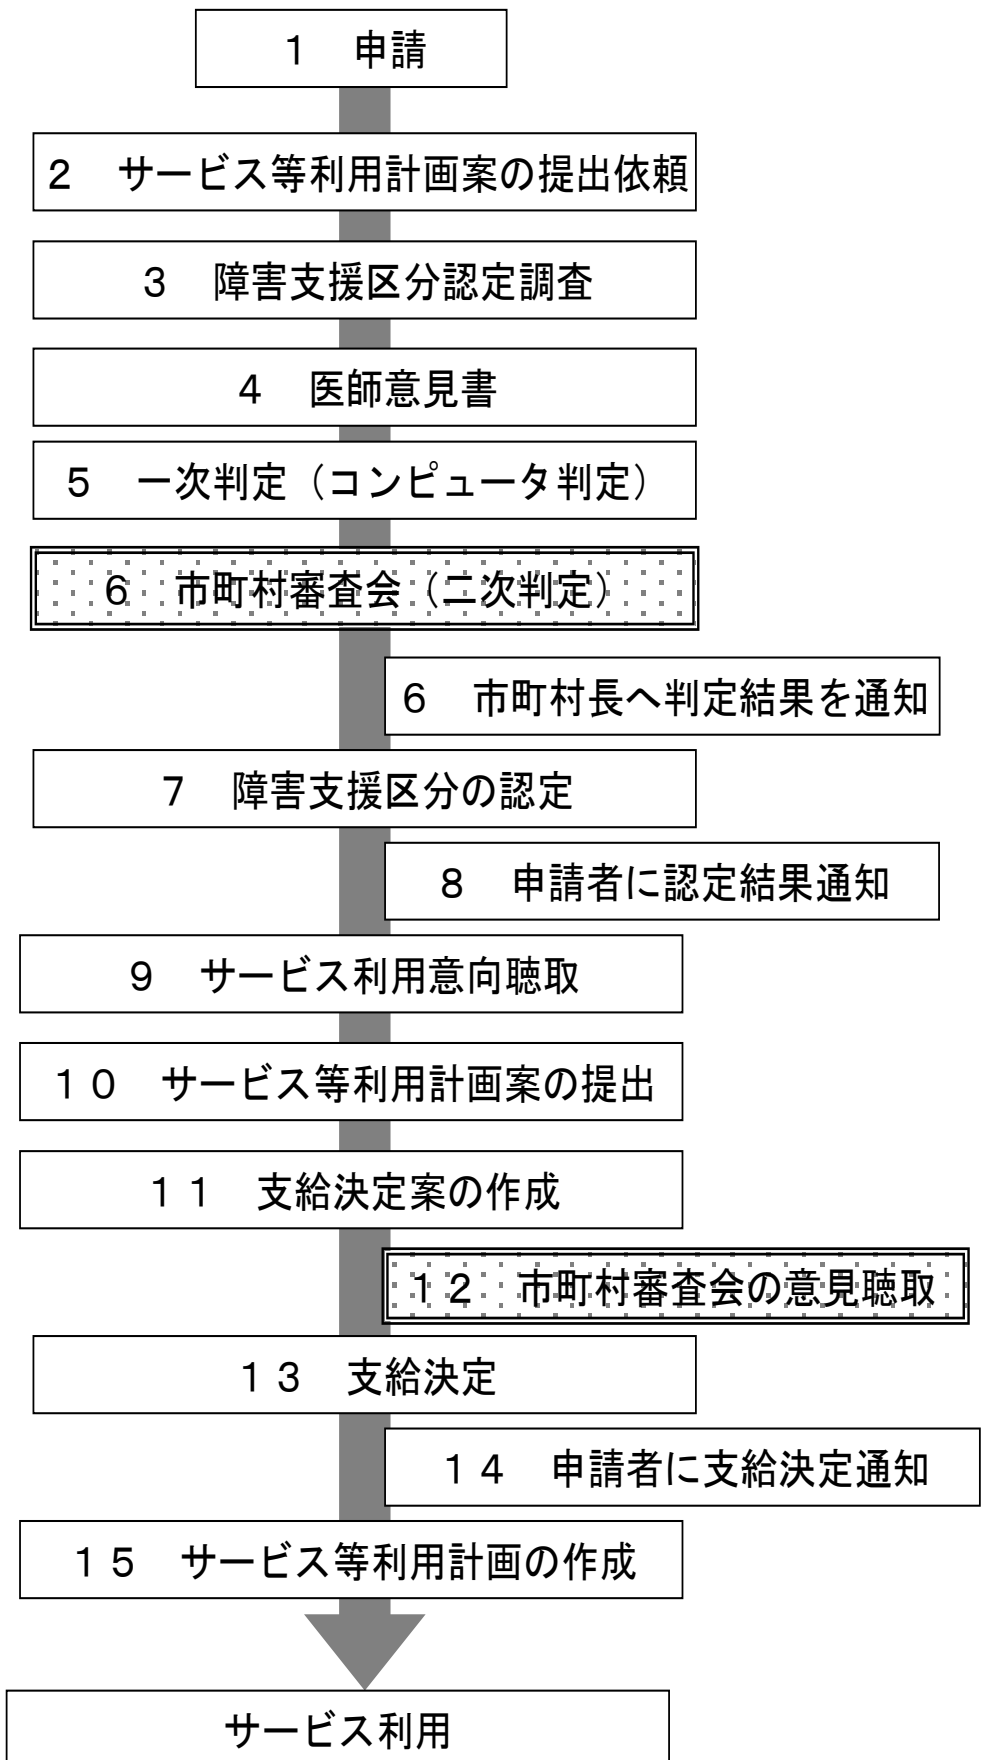 １　申請
２　サービス等利用計画案の提出依頼
３　障害支援区分認定調査
４　医師意見書
５　一次判定（コンピュータ判定）
６　市町村審査会（二次判定）
６　市町村長へ判定結果を通知
７　障害支援区分の認定
８　申請者に認定結果通知
９　サービス利用意向聴取
１０　サービス等利用計画案の提出
１１　支給決定案の作成
１２　市町村審査会の意見聴取
１３　支給決定
１４　申請者に支給決定通知
１５　サービス等利用計画の作成
サービス利用